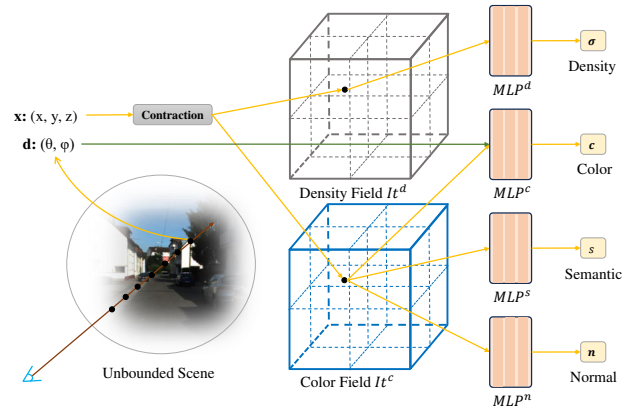 x: (x, y, z)
Contraction
d: (θ, φ)
Unbounded Scene
Density Field It^d
Color Field It^c
MLP^d
σ
Density
MLP^c
c
Color
MLP^s
s
Semantic
MLP^n
n
Normal